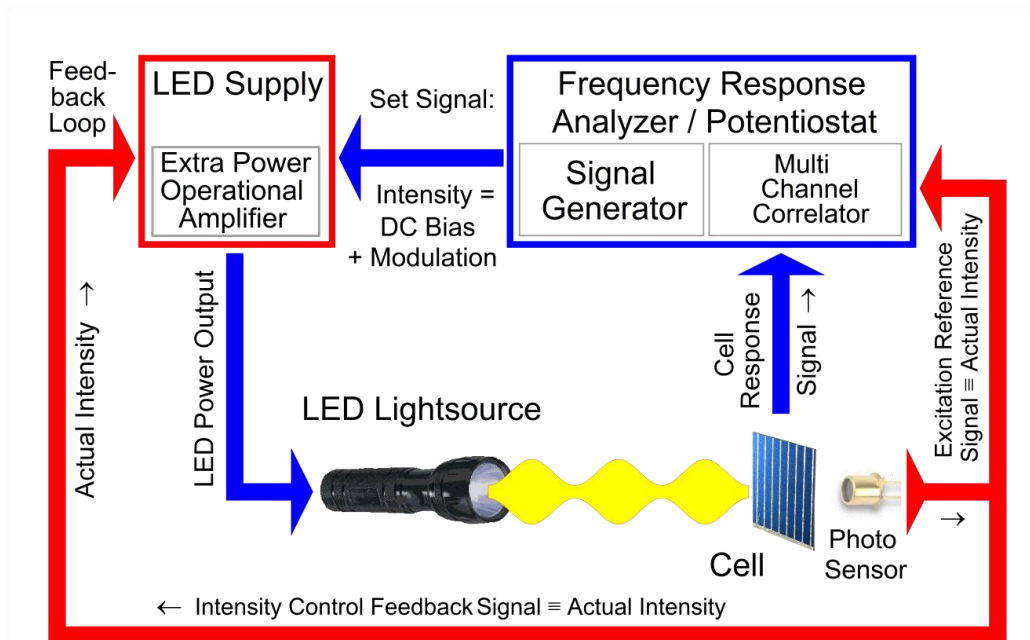 Feed-
back
Loop
LED Supply
Extra Power
Operational
Amplifier
Set Signal:
Intensity =
DC Bias
+ Modulation
Frequency Response
Analyzer / Potentiostat
Signal
Generator
Multi
Channel
Correlator
Actual Intensity →
LED Power Output
LED Lightsource
Cell
Response
Signal →
Excitation Reference
Signal ≡ Actual Intensity
→
Cell
Photo
Sensor
← Intensity Control Feedback Signal ≡ Actual Intensity